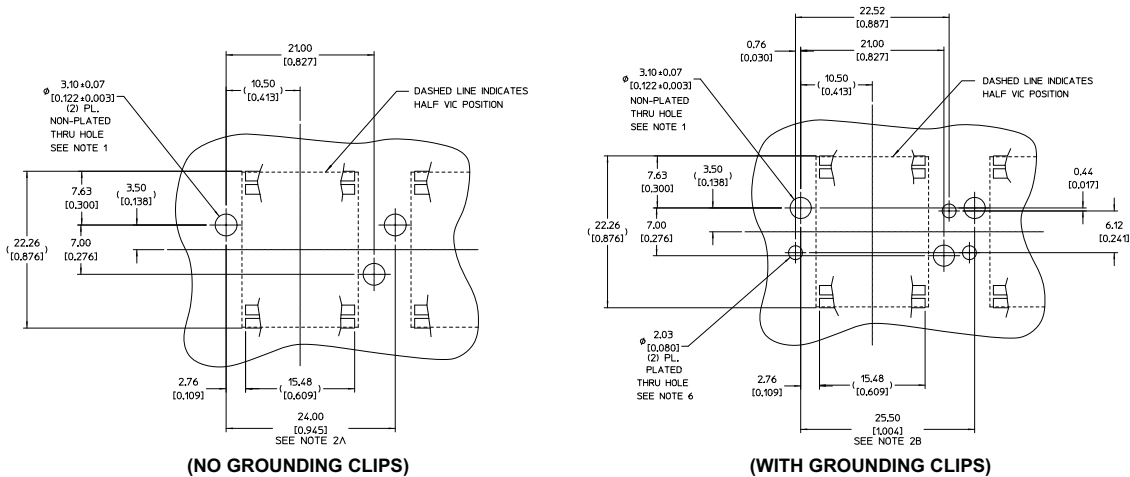 21.00
[0.827]
10.50
([0.413])
ø 3.10±0.07
[0.122±0.003]
(2) PL.
NON-PLATED
THRU HOLE
SEE NOTE 1
DASHED LINE INDICATES
HALF VIC POSITION
7.63
[0.300]
3.50
([0.138])
22.26
([0.876])
7.00
[0.276]
2.76
[0.109]
15.48
([0.609])
24.00
[0.945]
SEE NOTE 2A
(NO GROUNDING CLIPS)
22.52
[0.887]
0.76
[0.030]
21.00
[0.827]
10.50
([0.413])
ø 3.10±0.07
[0.122±0.003]
NON-PLATED
THRU HOLE
SEE NOTE 1
DASHED LINE INDICATES
HALF VIC POSITION
7.63
[0.300]
3.50
([0.138])
0.44
[0.017]
22.26
([0.876])
7.00
[0.276]
6.12
[0.241]
ø 2.03
[0.080]
(2) PL.
PLATED
THRU HOLE
SEE NOTE 6
2.76
[0.109]
15.48
([0.609])
25.50
[1.004]
SEE NOTE 2B
(WITH GROUNDING CLIPS)